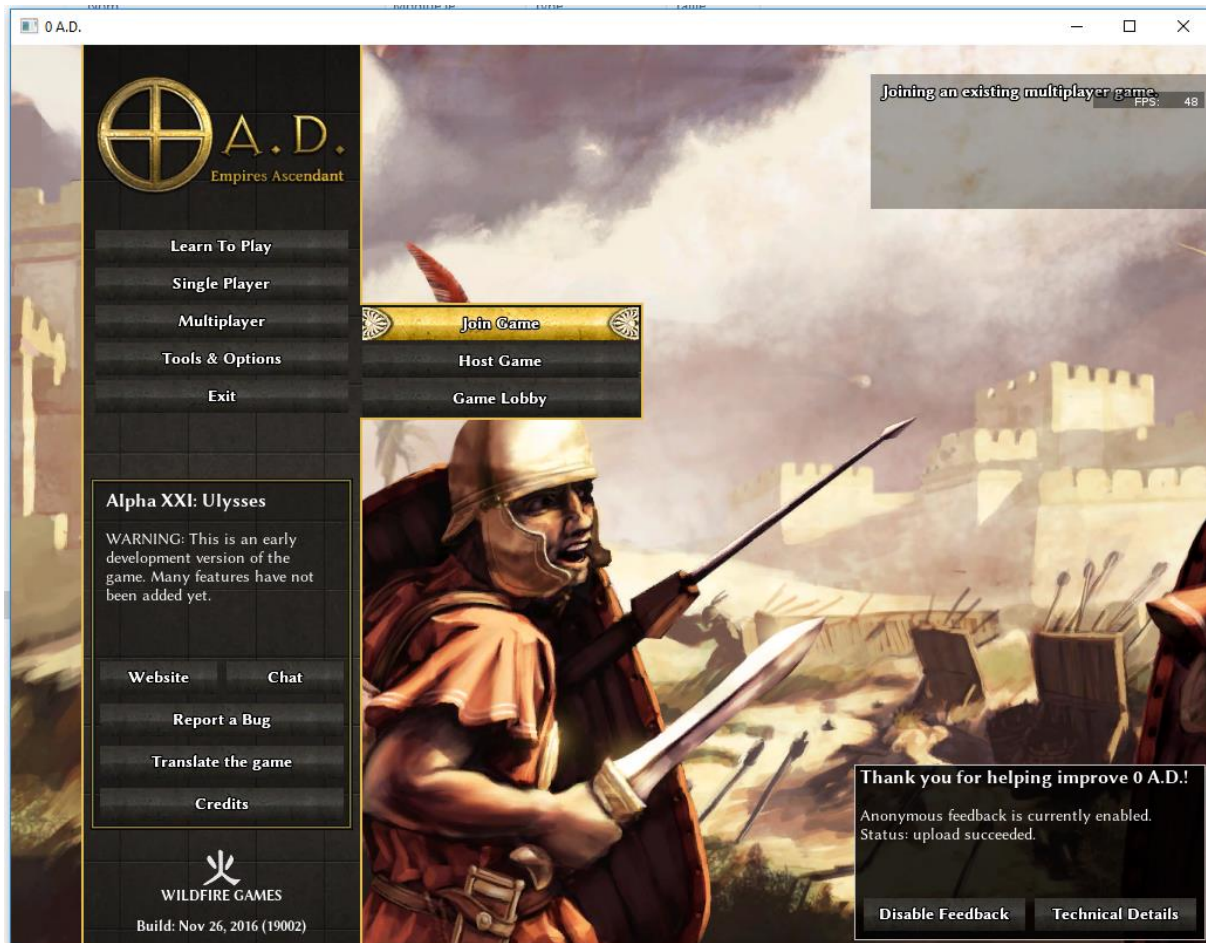 0 A.D.
A.D.
Empires Ascendant
Learn To Play
Single Player
Multiplayer
Tools & Options
Exit
Join Game
Host Game
Game Lobby
Joining an existing multiplayer game.
FPS: 48
Alpha XXI: Ulysses
WARNING: This is an early
development version of the
game. Many features have not
been added yet.
Website
Chat
Report a Bug
Translate the game
Credits
火
WILDFIRE GAMES
Build: Nov 26, 2016 (19002)
Thank you for helping improve 0 A.D.!
Anonymous feedback is currently enabled.
Status: upload succeeded.
Disable Feedback
Technical Details